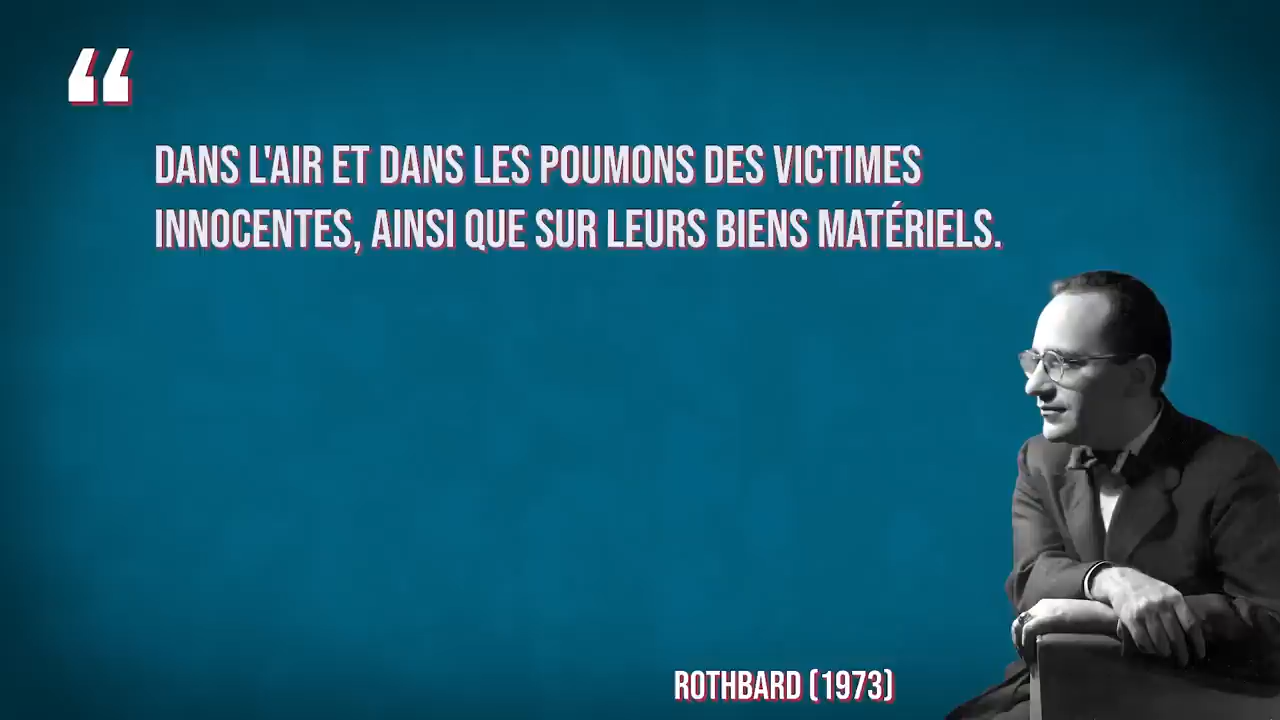 “
DANS L'AIR ET DANS LES POUMONS DES VICTIMES
INNOCENTES, AINSI QUE SUR LEURS BIENS MATÉRIELS.
ROTHBARD (1973)